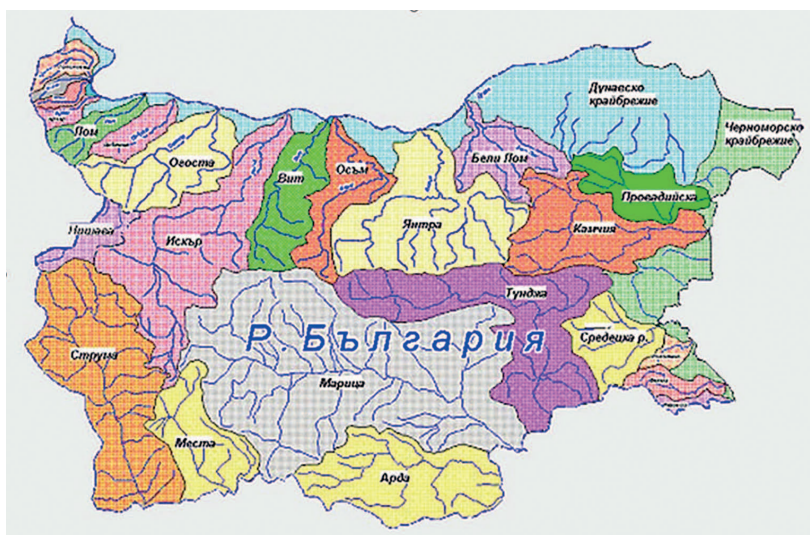 Дунавско
крайбрежие
Черноморско
крайбрежие
Лом
Огоста
Вит
Осъм
Бели Лом
Провадийска
Янтра
Камчия
Нишава
Искър
Тунджа
Р. България
Средецка р.
Струма
Марица
Места
Арда